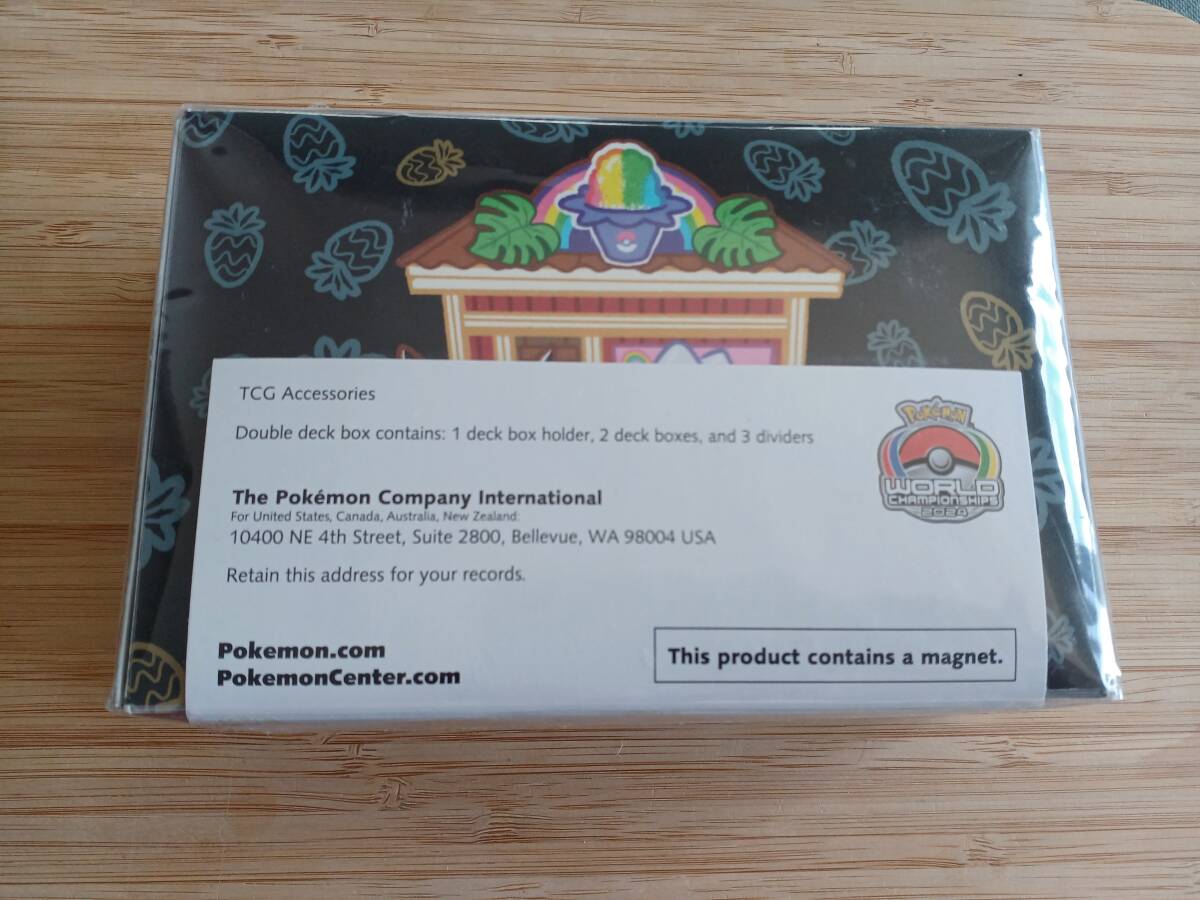 TCG Accessories
Double deck box contains: 1 deck box holder, 2 deck boxes, and 3 dividers
POKéMON
WORLD
CHAMPIONSHIPS
2024
The Pokémon Company International
For United States, Canada, Australia, New Zealand:
10400 NE 4th Street, Suite 2800, Bellevue, WA 98004 USA
Retain this address for your records.
Pokemon.com
PokemonCenter.com
This product contains a magnet.